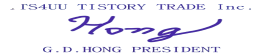 .TS4UU TISTORY TRADE Inc.
Hong
G.D.HONG PRESIDENT